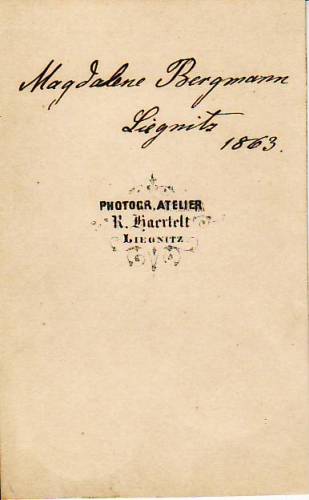 Magdalene Bergmann
Liegnitz
1863.
PHOTOGR. ATELIER
R. Haertelt
LIEGNITZ